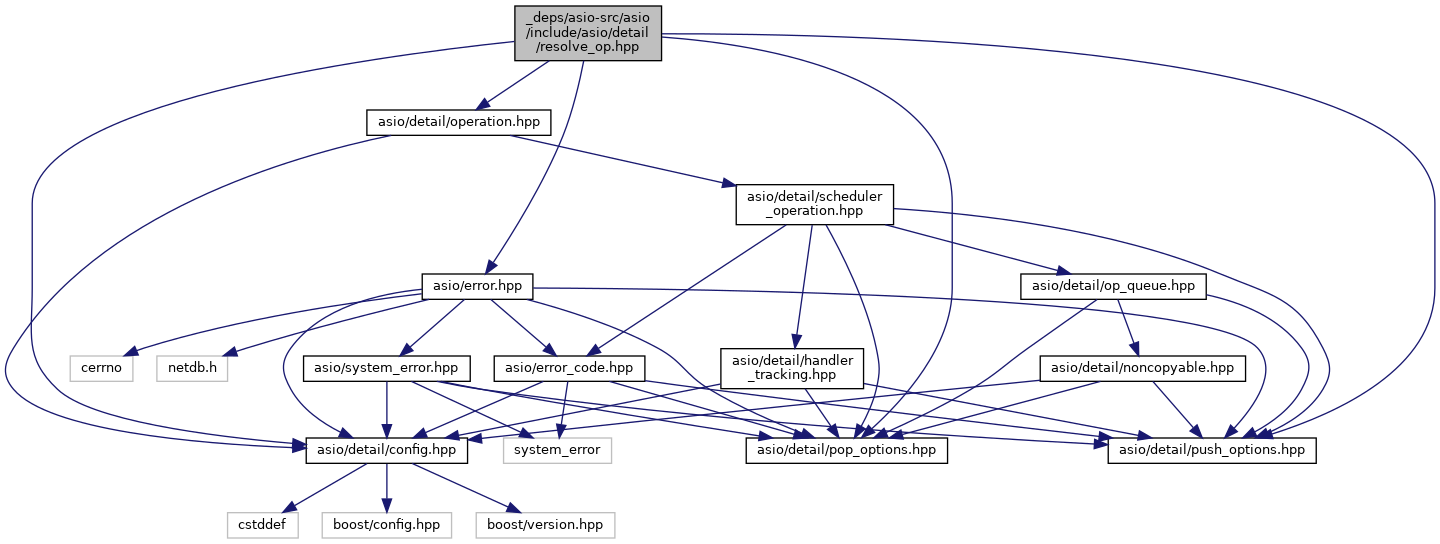 _deps/asio-src/asio
/include/asio/detail
/resolve_op.hpp
asio/detail/operation.hpp
asio/detail/scheduler
_operation.hpp
asio/error.hpp
asio/detail/op_queue.hpp
cerrno
netdb.h
asio/system_error.hpp
asio/error_code.hpp
asio/detail/handler
_tracking.hpp
asio/detail/noncopyable.hpp
asio/detail/config.hpp
system_error
asio/detail/pop_options.hpp
asio/detail/push_options.hpp
cstddef
boost/config.hpp
boost/version.hpp